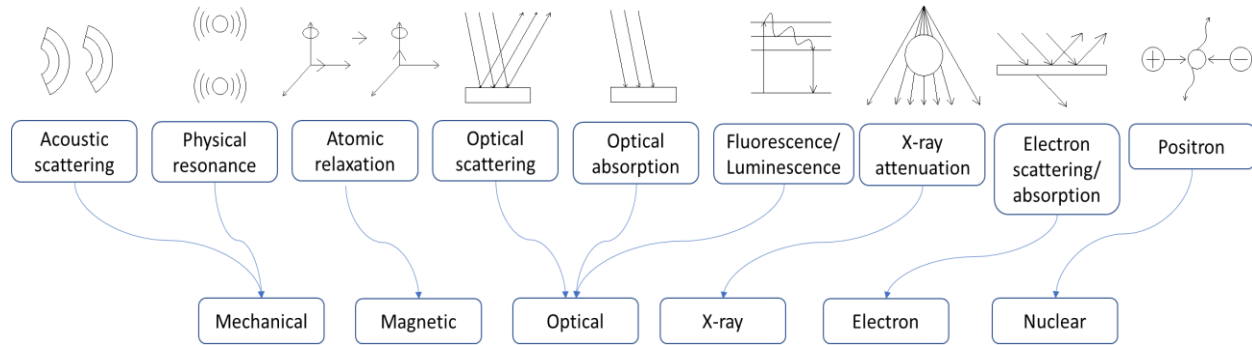 Acoustic
scattering
Physical
resonance
Atomic
relaxation
Optical
scattering
Optical
absorption
Fluorescence/
Luminescence
X-ray
attenuation
Electron
scattering/
absorption
Positron
Mechanical
Magnetic
Optical
X-ray
Electron
Nuclear